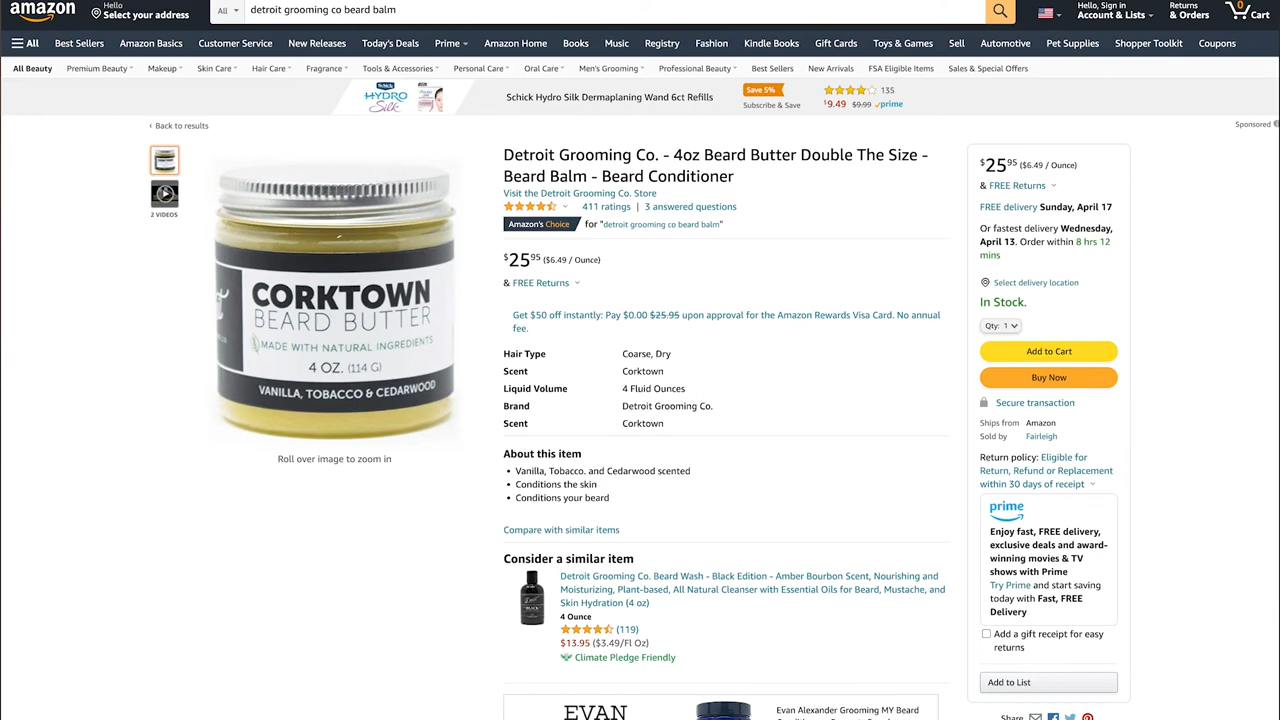 amazon
Hello
Select your address
All
detroit grooming co beard balm
Hello, Sign in
Account & Lists
Returns
& Orders
0
Cart
All
Best Sellers
Amazon Basics
Customer Service
New Releases
Today's Deals
Prime
Amazon Home
Books
Music
Registry
Fashion
Kindle Books
Gift Cards
Toys & Games
Sell
Automotive
Pet Supplies
Shopper Toolkit
Coupons
All Beauty
Premium Beauty
Makeup
Skin Care
Hair Care
Fragrance
Tools & Accessories
Personal Care
Oral Care
Men's Grooming
Professional Beauty
Best Sellers
New Arrivals
FSA Eligible Items
Sales & Special Offers
Schick
HYDRO
Silk
Schick Hydro Silk Dermaplaning Wand 6ct Refills
Save 5%
Subscribe & Save
135
$9.49 $9.99 prime
Sponsored
‹ Back to results
2 VIDEOS
CORKTOWN
BEARD BUTTER
MADE WITH NATURAL INGREDIENTS
4 OZ. (114 G)
VANILLA, TOBACCO & CEDARWOOD
Roll over image to zoom in
Detroit Grooming Co. - 4oz Beard Butter Double The Size -
Beard Balm - Beard Conditioner
Visit the Detroit Grooming Co. Store
411 ratings | 3 answered questions
Amazon's Choice for "detroit grooming co beard balm"
$25 95 ($6.49 / Ounce)
& FREE Returns
Get $50 off instantly: Pay $0.00 $25.95 upon approval for the Amazon Rewards Visa Card. No annual
fee.
Hair Type Coarse, Dry
Scent Corktown
Liquid Volume 4 Fluid Ounces
Brand Detroit Grooming Co.
Scent Corktown
About this item
• Vanilla, Tobacco. and Cedarwood scented
• Conditions the skin
• Conditions your beard
Compare with similar items
Consider a similar item
Detroit Grooming Co. Beard Wash - Black Edition - Amber Bourbon Scent, Nourishing and
Moisturizing, Plant-based, All Natural Cleanser with Essential Oils for Beard, Mustache, and
Skin Hydration (4 oz)
4 Ounce
(119)
$13.95 ($3.49/Fl Oz)
Climate Pledge Friendly
EVAN
Evan Alexander Grooming MY Beard
$25 95 ($6.49 / Ounce)
& FREE Returns
FREE delivery Sunday, April 17
Or fastest delivery Wednesday,
April 13. Order within 8 hrs 12
mins
Select delivery location
In Stock.
Qty: 1
Add to Cart
Buy Now
Secure transaction
Ships from Amazon
Sold by Fairleigh
Return policy: Eligible for
Return, Refund or Replacement
within 30 days of receipt
prime
Enjoy fast, FREE delivery,
exclusive deals and award-
winning movies & TV
shows with Prime
Try Prime and start saving
today with Fast, FREE
Delivery
Add a gift receipt for easy
returns
Add to List
Share